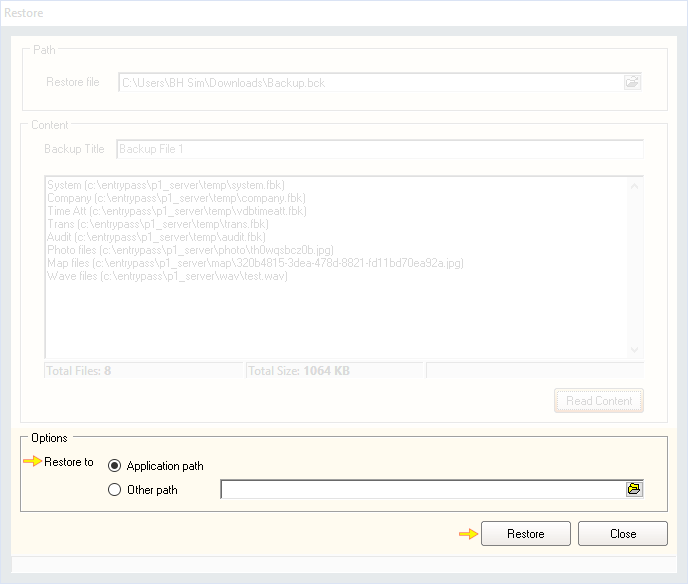 Restore
Path
Restore file C:\Users\BH Sim\Downloads\Backup.bck
Content
Backup Title Backup File 1
System (c:\entrypass\p1_server\temp\system.fbk)
Company (c:\entrypass\p1_server\temp\company.fbk)
Time Att (c:\entrypass\p1_server\temp\vdbtimeatt.fbk)
Trans (c:\entrypass\p1_server\temp\trans.fbk)
Audit (c:\entrypass\p1_server\temp\audit.fbk)
Photo files (c:\entrypass\p1_server\photo\th0wqsbcz0b.jpg)
Map files (c:\entrypass\p1_server\map\320b4815-3dea-478d-8821-fd11bd70ea92a.jpg)
Wave files (c:\entrypass\p1_server\wav\test.wav)
Total Files: 8 Total Size: 1064 KB
Read Content
Options
Restore to Application path
Other path
Restore Close